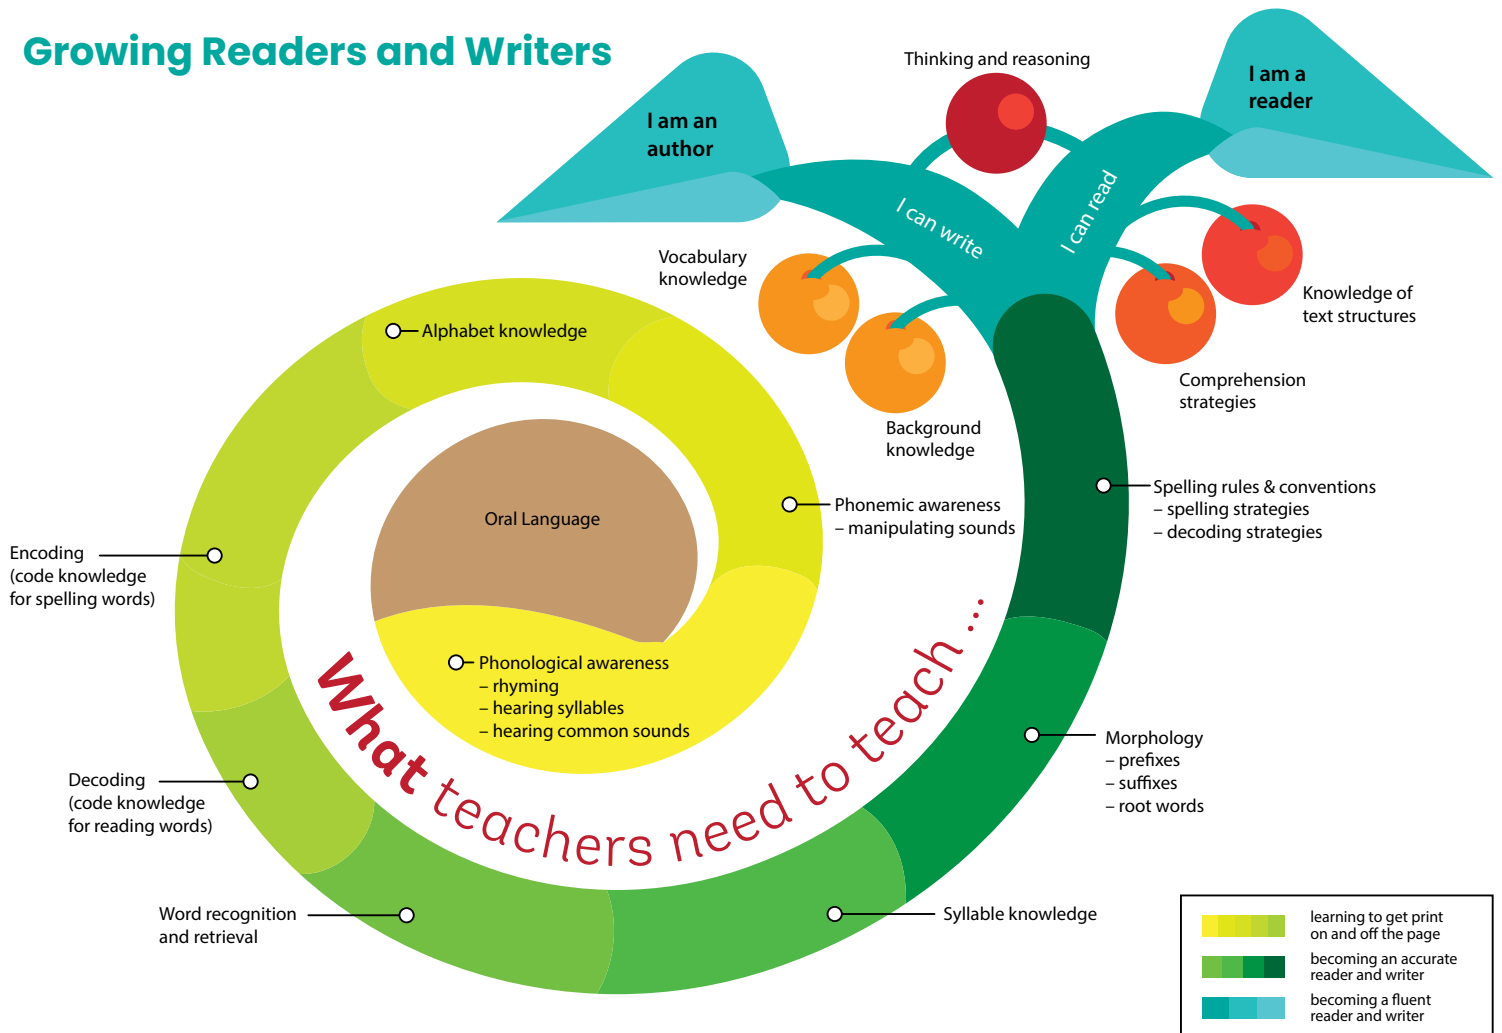 Growing Readers and Writers
I am an
author
Thinking and reasoning
I am a
reader
I can write
I can read
Vocabulary
knowledge
Background
knowledge
Knowledge of
text structures
Comprehension
strategies
Alphabet knowledge
Oral Language
Phonemic awareness
– manipulating sounds
Spelling rules & conventions
– spelling strategies
– decoding strategies
Encoding
(code knowledge
for spelling words)
Phonological awareness
– rhyming
– hearing syllables
– hearing common sounds
What teachers need to teach ...
Decoding
(code knowledge
for reading words)
Morphology
– prefixes
– suffixes
– root words
Word recognition
and retrieval
Syllable knowledge
learning to get print
on and off the page
becoming an accurate
reader and writer
becoming a fluent
reader and writer